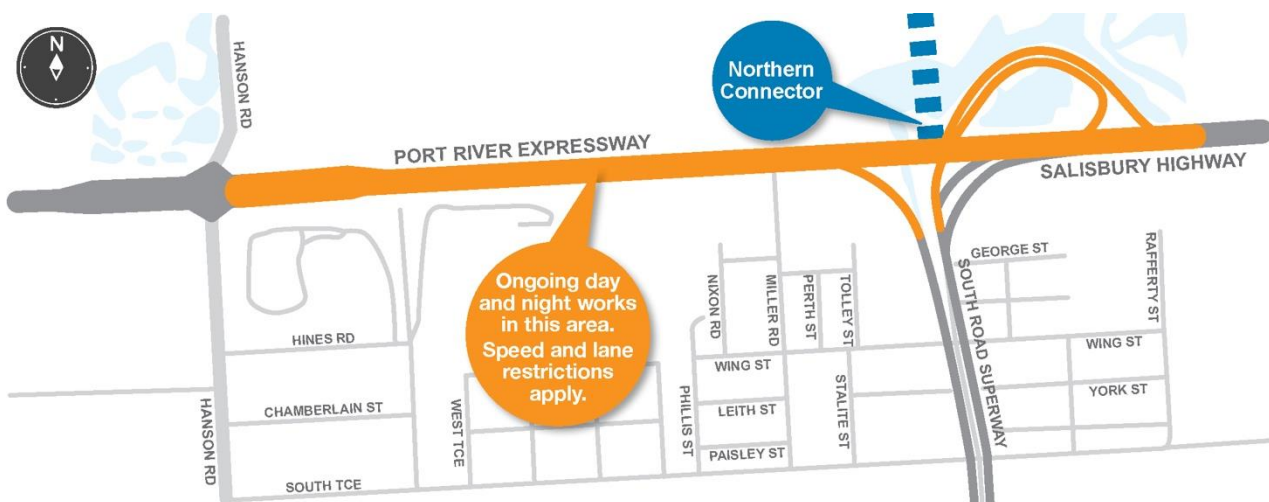 N
HANSON RD
Northern
Connector
PORT RIVER EXPRESSWAY
SALISBURY HIGHWAY
Ongoing day
and night works
in this area.
Speed and lane
restrictions
apply.
GEORGE ST
RAFFERTY ST
NIXON RD
MILLER RD
PERTH ST
TOLLEY ST
SOUTH ROAD SUPERWAY
HINES RD
WING ST
WING ST
HANSON RD
CHAMBERLAIN ST
WEST TCE
PHILLIS ST
LEITH ST
STALITE ST
YORK ST
PAISLEY ST
SOUTH TCE